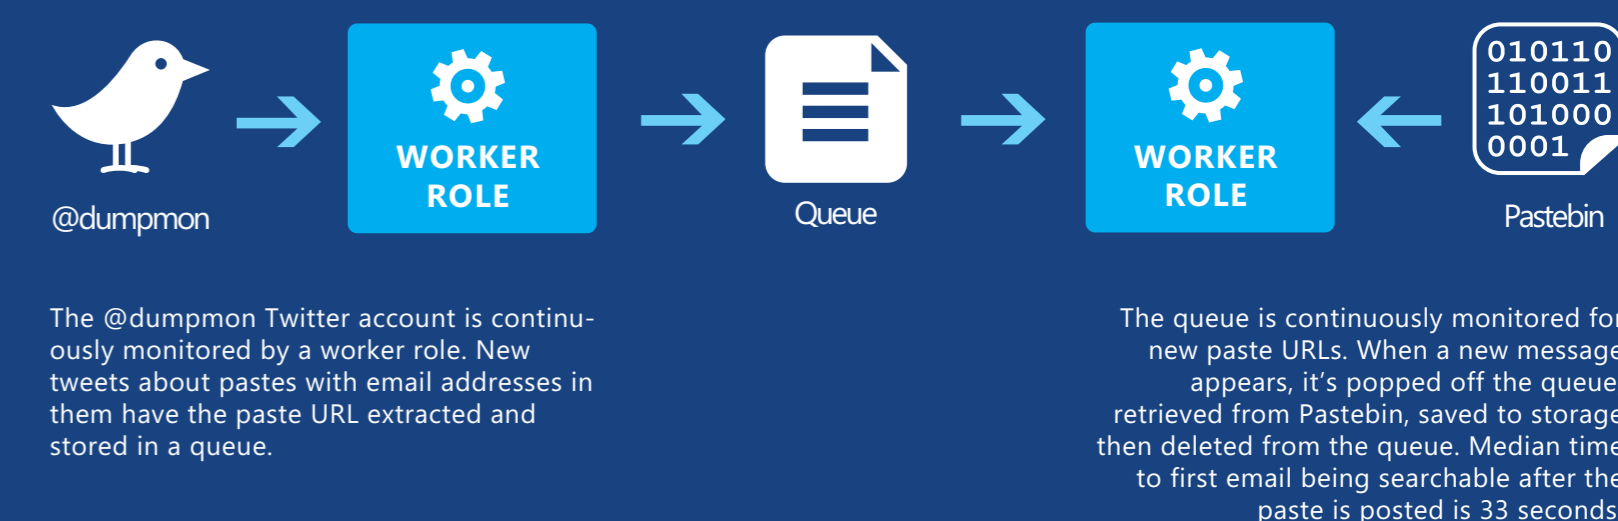 010110
110011
101000
0001
WORKER
ROLE
WORKER
ROLE
@dumpmon
Queue
Pastebin
The @dumpmon Twitter account is continu-
ously monitored by a worker role. New
tweets about pastes with email addresses in
them have the paste URL extracted and
stored in a queue.
The queue is continuously monitored for
new paste URLs. When a new message
appears, it’s popped off the queue
retrieved from Pastebin, saved to storage
then deleted from the queue. Median time
to first email being searchable after the
paste is posted is 33 seconds